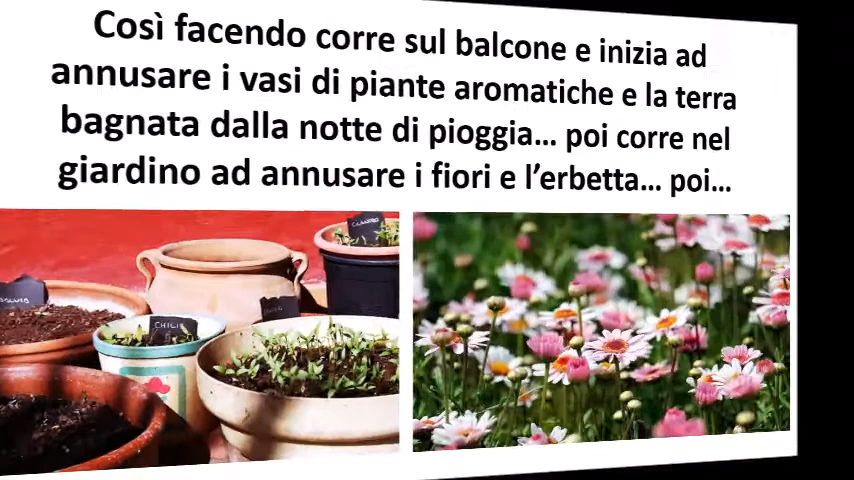 Così facendo corre sul balcone e inizia ad
annusare i vasi di piante aromatiche e la terra
bagnata dalla notte di pioggia... poi corre nel
giardino ad annusare i fiori e l'erbetta... poi...
CHILI